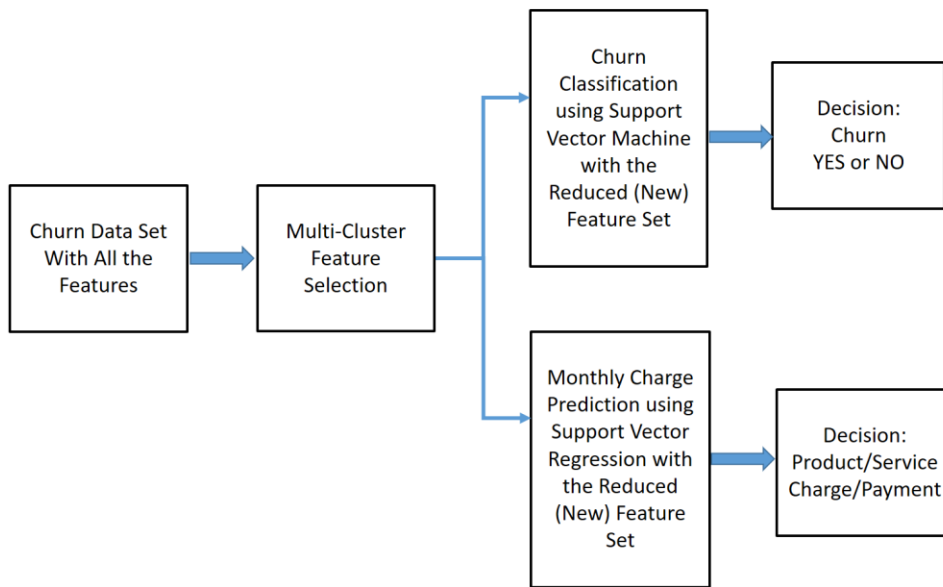 Churn Data Set
With All the
Features
Multi-Cluster
Feature
Selection
Churn
Classification
using Support
Vector Machine
with the
Reduced (New)
Feature Set
Decision:
Churn
YES or NO
Monthly Charge
Prediction using
Support Vector
Regression with
the Reduced
(New) Feature
Set
Decision:
Product/Service
Charge/Payment